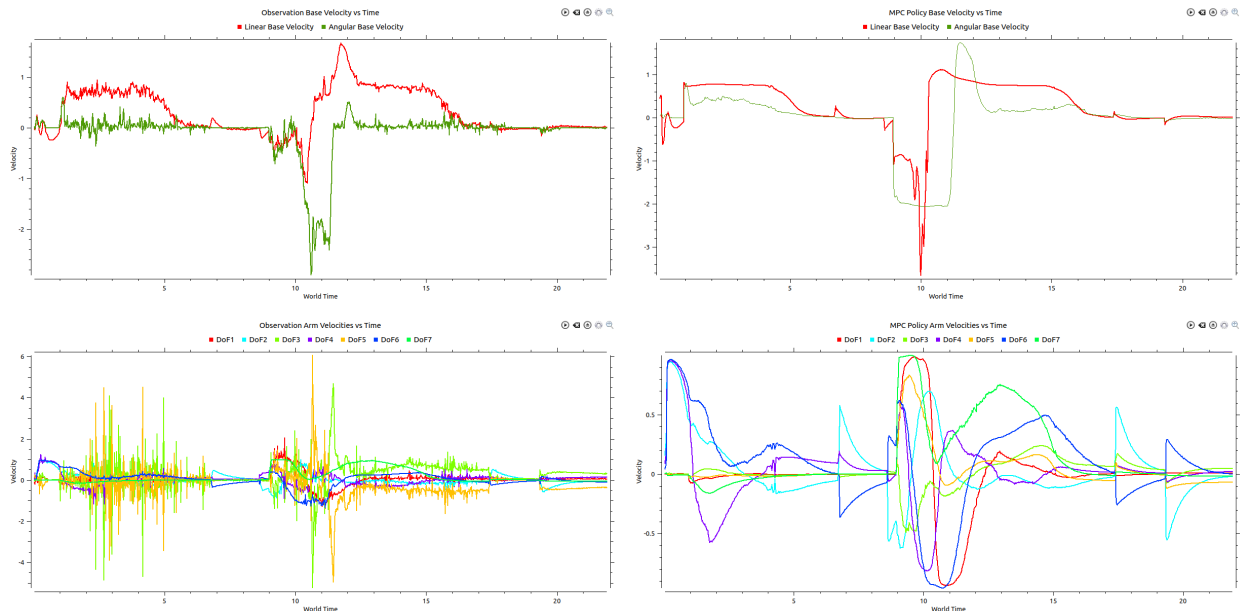 Observation Base Velocity vs Time
Linear Base Velocity Angular Base Velocity
1
0
-1
-2
Velocity
5 10 15 20
World Time
MPC Policy Base Velocity vs Time
Linear Base Velocity Angular Base Velocity
1
0
-1
-2
-3
Velocity
5 10 15 20
World Time
Observation Arm Velocities vs Time
DoF1 DoF2 DoF3 DoF4 DoF5 DoF6 DoF7
6
4
2
0
-2
-4
Velocity
5 10 15 20
World Time
MPC Policy Arm Velocities vs Time
DoF1 DoF2 DoF3 DoF4 DoF5 DoF6 DoF7
0.5
0
-0.5
Velocity
5 10 15 20
World Time